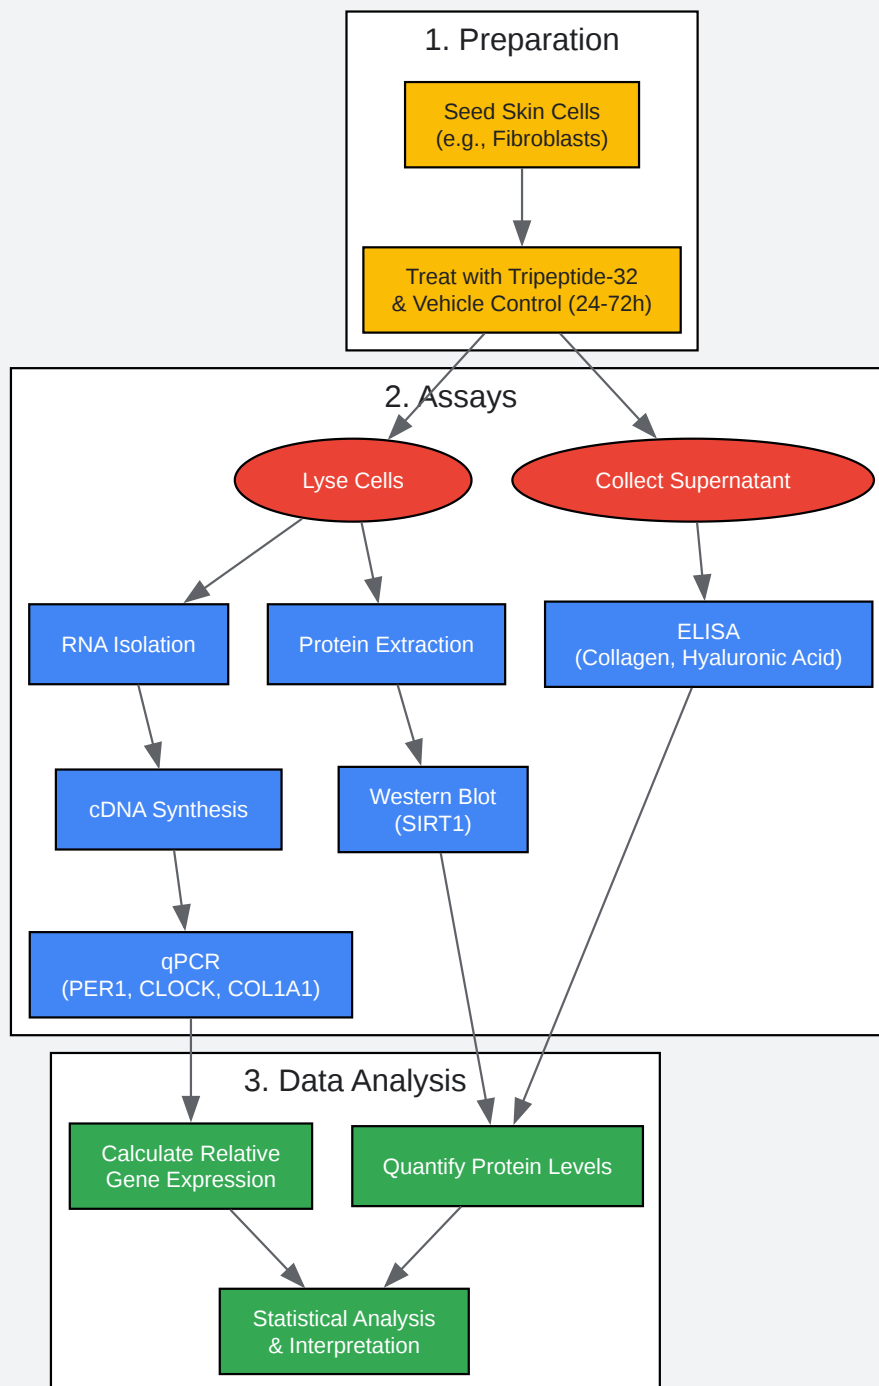 1. Preparation
Seed Skin Cells
(e.g., Fibroblasts)
Treat with Tripeptide-32
& Vehicle Control (24-72h)
2. Assays
Lyse Cells
Collect Supernatant
RNA Isolation
Protein Extraction
ELISA
(Collagen, Hyaluronic Acid)
cDNA Synthesis
Western Blot
(SIRT1)
qPCR
(PER1, CLOCK, COL1A1)
3. Data Analysis
Calculate Relative
Gene Expression
Quantify Protein Levels
Statistical Analysis
& Interpretation